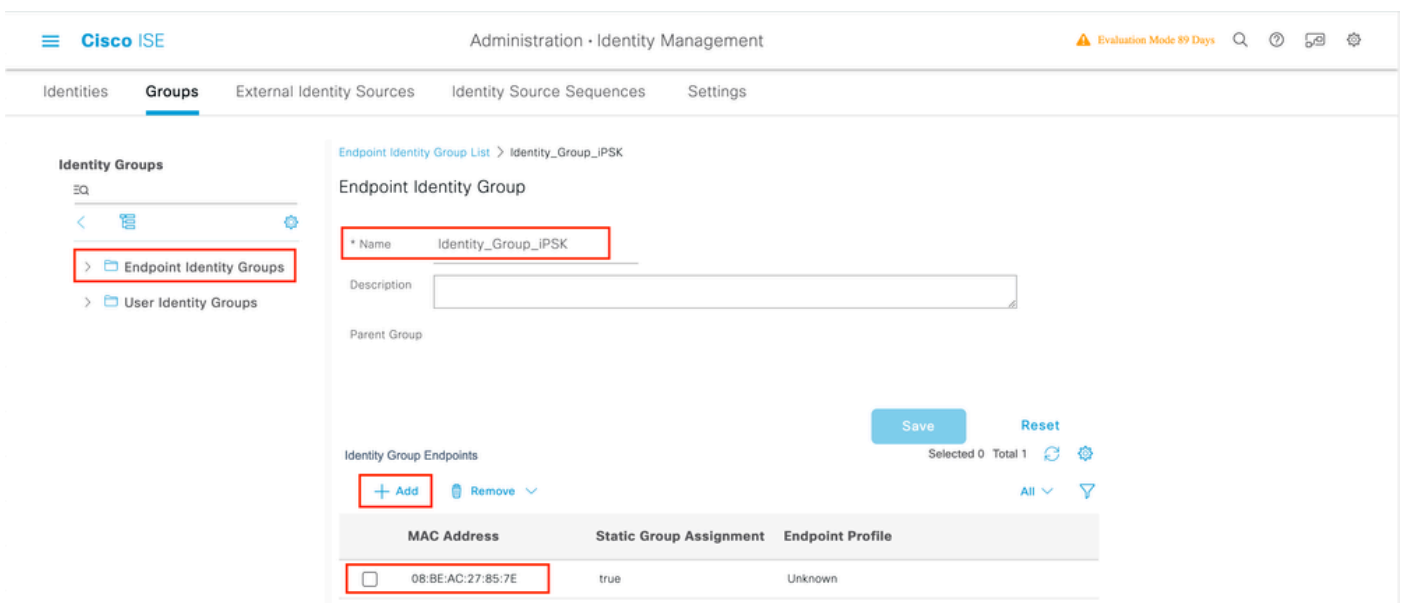 Cisco ISE
Administration · Identity Management
Evaluation Mode 89 Days
Identities Groups External Identity Sources Identity Source Sequences Settings
Identity Groups
EQ
Endpoint Identity Groups
User Identity Groups
Endpoint Identity Group List > Identity_Group_iPSK
Endpoint Identity Group
* Name Identity_Group_iPSK
Description
Parent Group
Save Reset
Identity Group Endpoints
Selected 0 Total 1
+ Add Remove
All
MAC Address Static Group Assignment Endpoint Profile
08:BE:AC:27:85:7E true Unknown